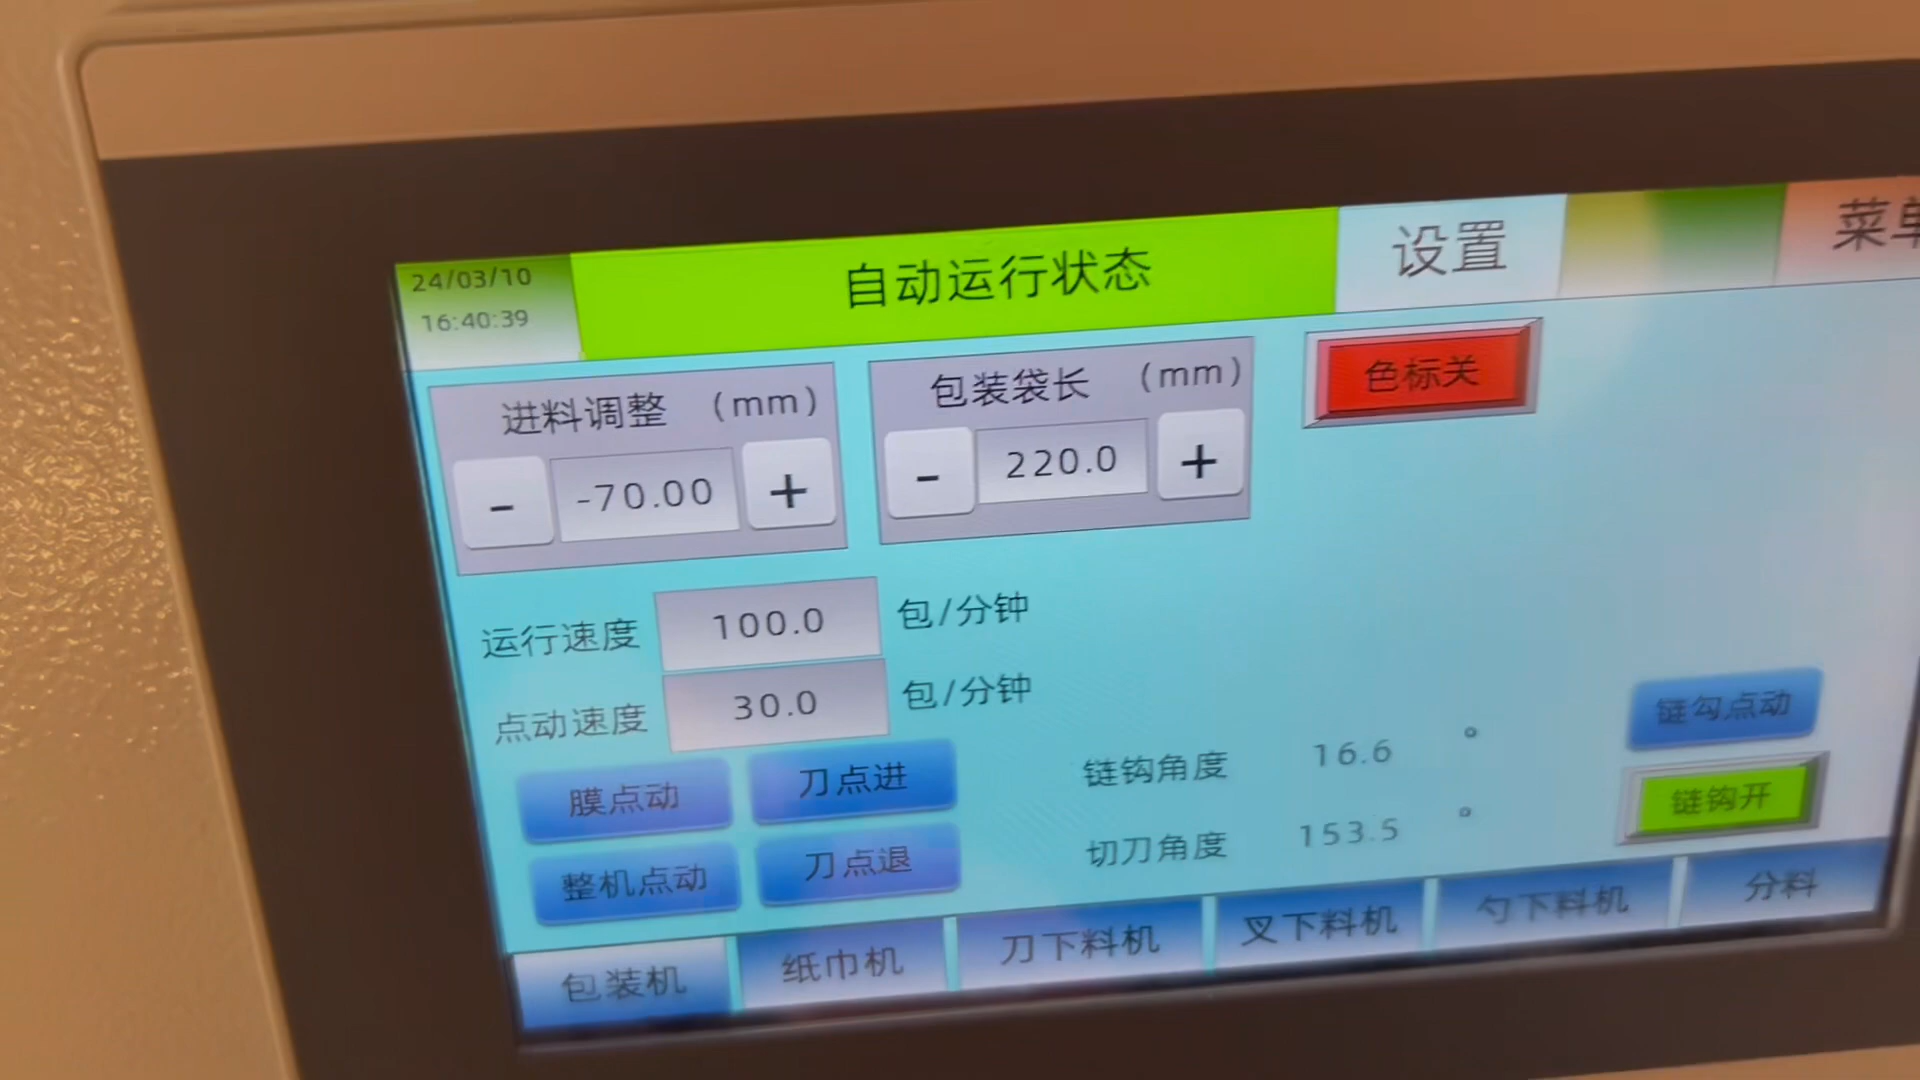 24/03/10
16:40:39
自动运行状态
设置
菜单
进料调整 （mm）
- -70.00 +
包装袋长 （mm）
- 220.0 +
色标关
运行速度 100.0 包/分钟
点动速度 30.0 包/分钟
膜点动 刀点进
整机点动 刀点退
链钩角度 16.6 °
切刀角度 153.5 °
链勾点动
链钩开
包装机 纸巾机 刀下料机 叉下料机 勺下料机 分料